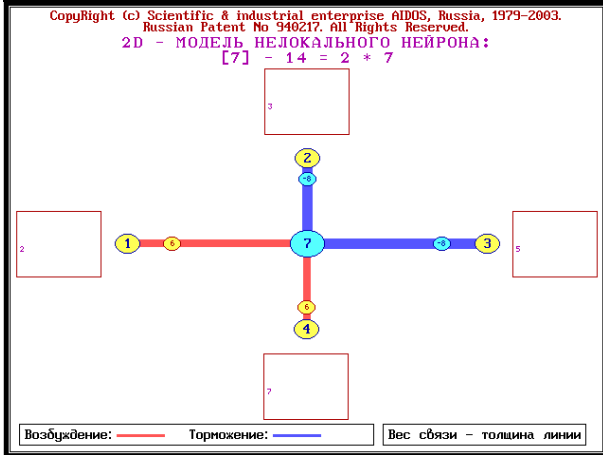 CopyRight (c) Scientific & industrial enterprise AIDOS, Russia, 1979-2003.
Russian Patent No 940217. All Rights Reserved.
2D - МОДЕЛЬ НЕЛОКАЛЬНОГО НЕЙРОНА:
[7] - 14 = 2 * 7
3
2
-8
2
1
6
7
-8
3
5
6
4
7
Возбуждение:
Торможение:
Вес связи - толщина линии